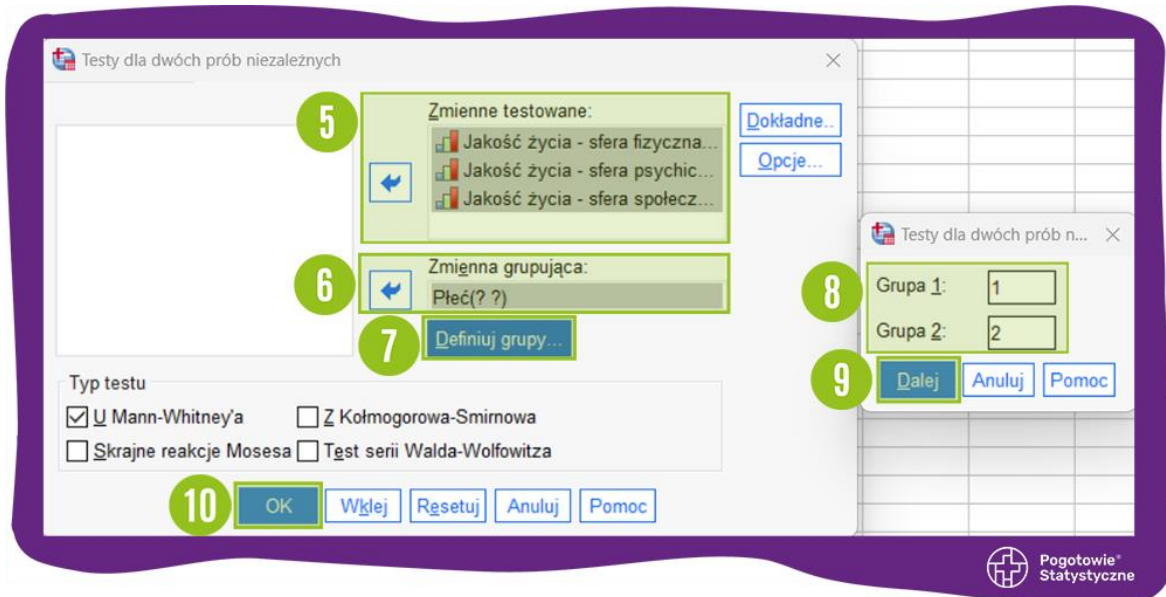 Testy dla dwóch prób niezależnych
5
Zmienne testowane:
Jakość życia - sfera fizyczna...
Jakość życia - sfera psychic...
Jakość życia - sfera społecz...
Dokładne..
Opcje...
6
Zmienna grupująca:
Płeć(? ?)
7
Definiuj grupy...
Typ testu
U Mann-Whitney'a
Z Kołmogorowa-Smirnowa
Skrajne reakcje Mosesa
Test serii Walda-Wolfowitza
10
OK
Wklej
Resetuj
Anuluj
Pomoc
Testy dla dwóch prób n...
8
Grupa 1:
1
Grupa 2:
2
9
Dalej
Anuluj
Pomoc
Pogotowie®
Statystyczne